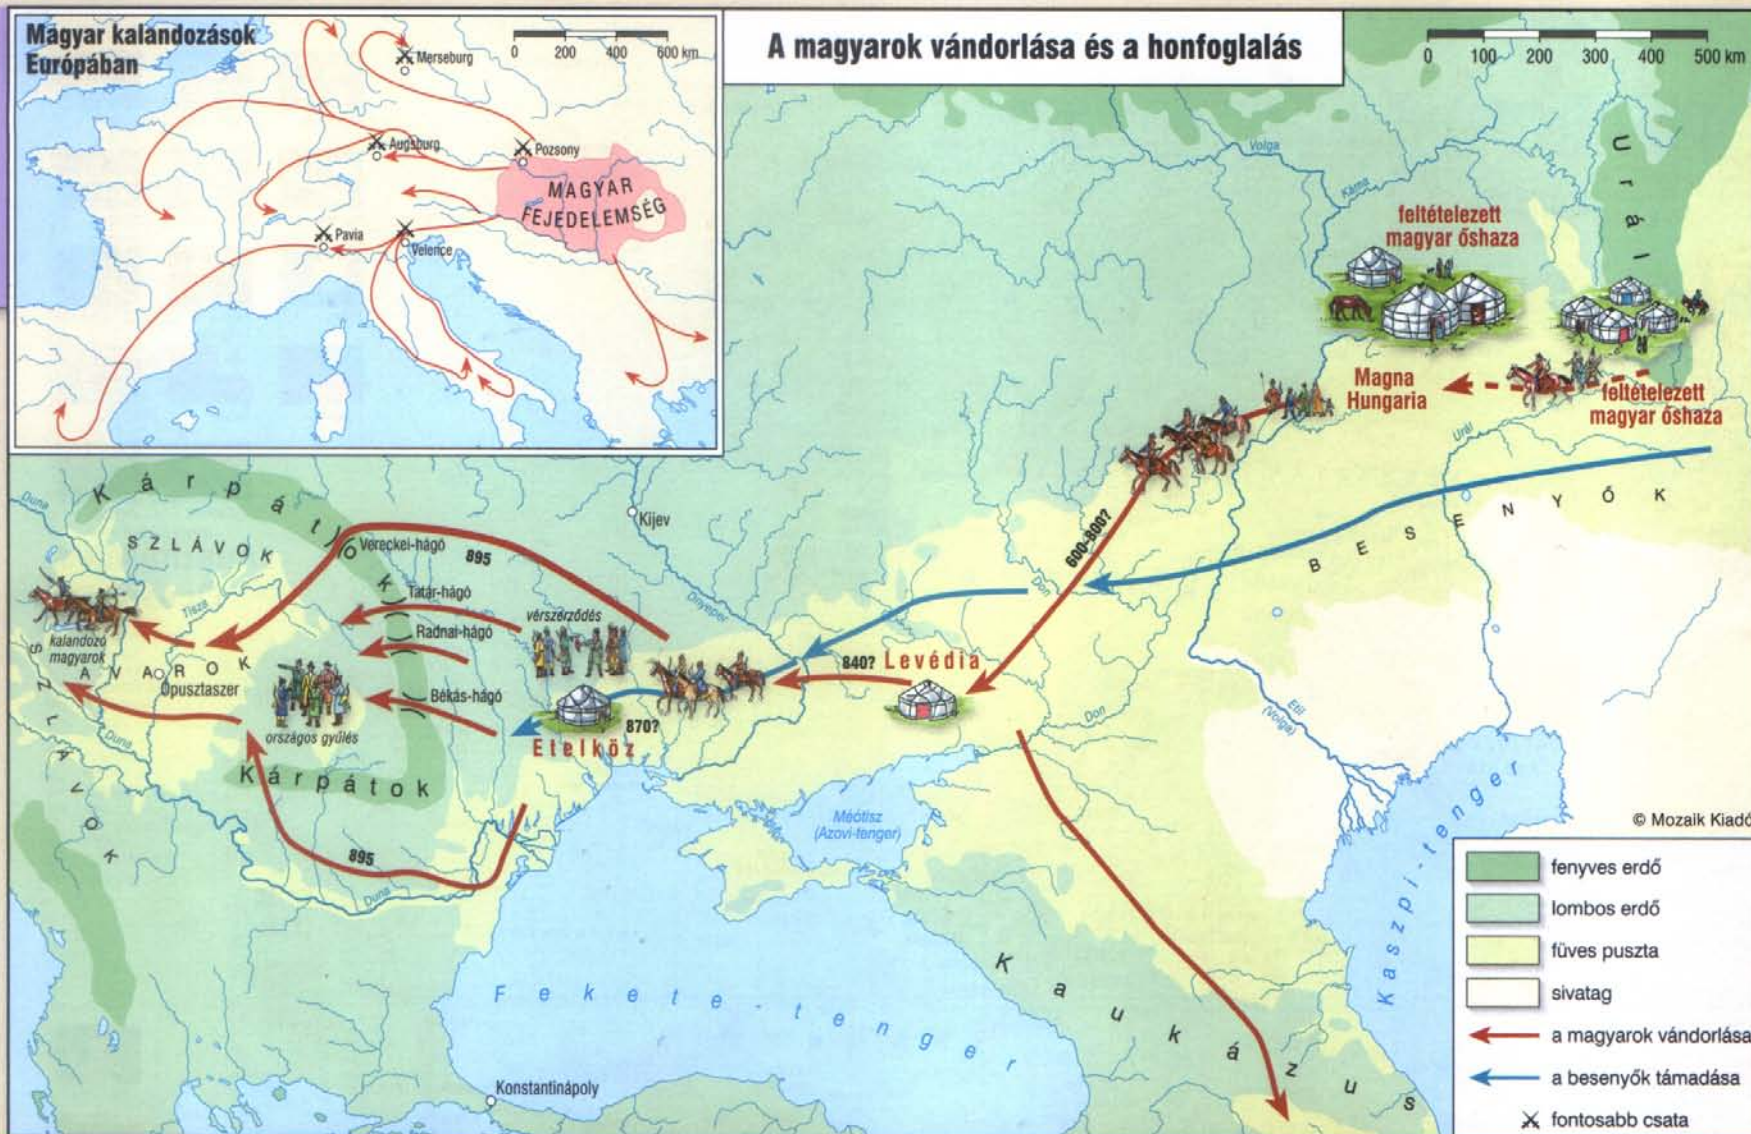 Magyar kalandozások
Európában
0 200 400 600 km
Merseburg
Augsburg
Pozsony
MAGYAR
FEJEDELEMSÉG
Pavia
Velence
A magyarok vándorlása és a honfoglalás
0 100 200 300 400 500 km
Urál
Volga
Káma
feltételezett
magyar őshaza
Magna
Hungaria
feltételezett
magyar őshaza
Urál
BESENYŐK
600-800?
Kárpátok
Duna
Kijev
SZLÁVOK
Vereckei-hágó
895
Tatár-hágó
Don
Tisza
vérszerződés
Dnyeper
Radnai-hágó
kalandozó
magyarok
AVAROK
Ópusztaszer
840?
Levédia
Békás-hágó
SZLÁVOK
Duna
országos gyűlés
870?
Etelköz
Don
Etil
(Volga)
Kárpátok
Méótisz
(Azovi-tenger)
Kaszpi-tenger
© Mozaik Kiadó
895
Duna
fenyves erdő
lombos erdő
füves puszta
Kaukázus
Fekete-tenger
sivatag
a magyarok vándorlása
Konstantinápoly
a besenyők támadása
fontosabb csata